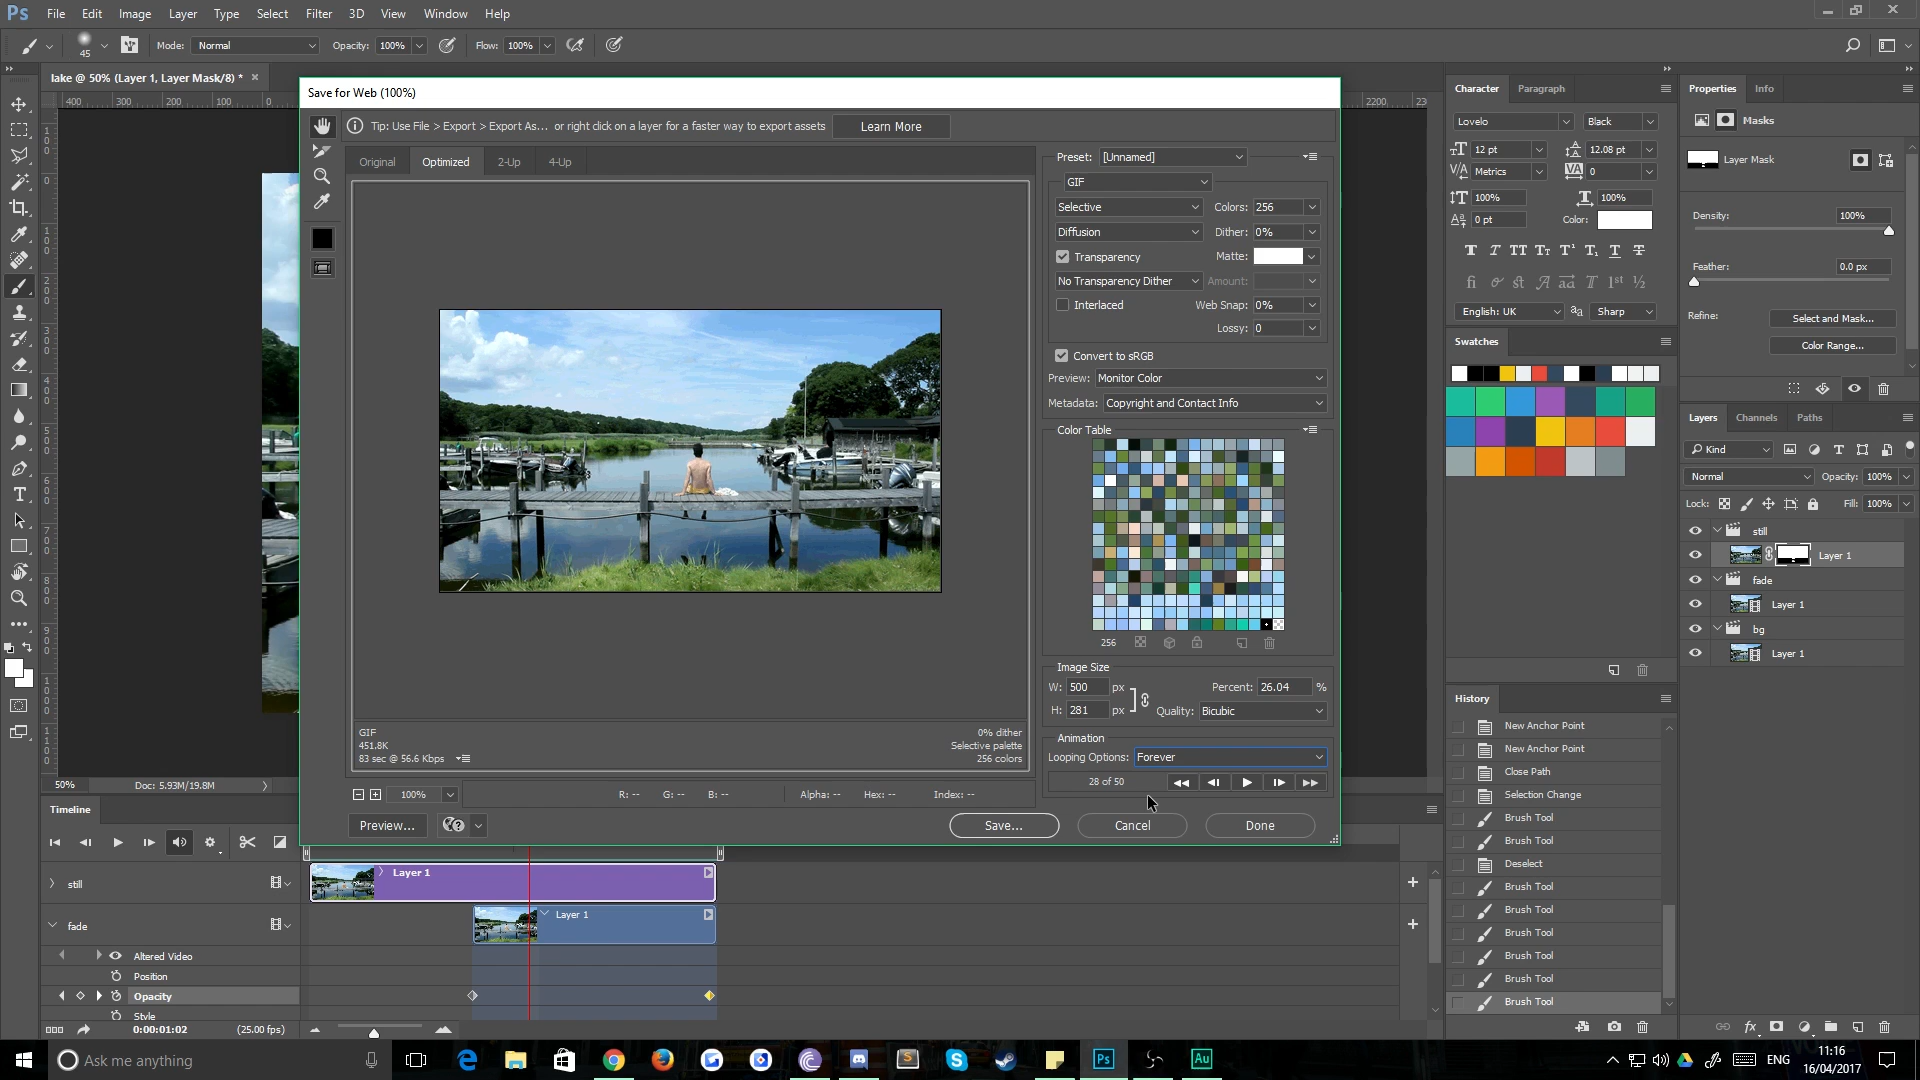 Ps File Edit Image Layer Type Select Filter 3D View Window Help
45 Mode: Normal Opacity: 100% Flow: 100%
lake @ 50% (Layer 1, Layer Mask/8) *
400 300 200 100 0 2200
Save for Web (100%)
Tip: Use File > Export > Export As... or right click on a layer for a faster way to export assets Learn More
Original Optimized 2-Up 4-Up
Preset: [Unnamed]
GIF
Selective Colors: 256
Diffusion Dither: 0%
Transparency Matte:
No Transparency Dither Amount:
Interlaced Web Snap: 0%
Lossy: 0
Convert to sRGB
Preview: Monitor Color
Metadata: Copyright and Contact Info
Color Table
256
Image Size
W: 500 px Percent: 26.04 %
H: 281 px Quality: Bicubic
Animation
Looping Options: Forever
28 of 50
GIF
451.8K
83 sec @ 56.6 Kbps
0% dither
Selective palette
256 colors
100% R: -- G: -- B: -- Alpha: -- Hex: -- Index: --
Preview... Save... Cancel Done
50% Doc: 5.93M/19.8M
Timeline
still
Layer 1
fade
Layer 1
Altered Video
Position
Opacity
Style
0:00:01:02 (25.00 fps)
Character Paragraph
Lovelo Black
12 pt 12.08 pt
Metrics 0
100% 100%
0 pt Color:
English: UK Sharp
Swatches
History
New Anchor Point
New Anchor Point
Close Path
Selection Change
Brush Tool
Brush Tool
Deselect
Brush Tool
Brush Tool
Brush Tool
Brush Tool
Brush Tool
Brush Tool
Properties Info
Masks
Layer Mask
Density: 100%
Feather: 0.0 px
Refine: Select and Mask...
Color Range...
Layers Channels Paths
Kind
Normal Opacity: 100%
Lock: Fill: 100%
still
Layer 1
fade
Layer 1
bg
Layer 1
Ask me anything
Ps
Au
ENG
11:16
16/04/2017